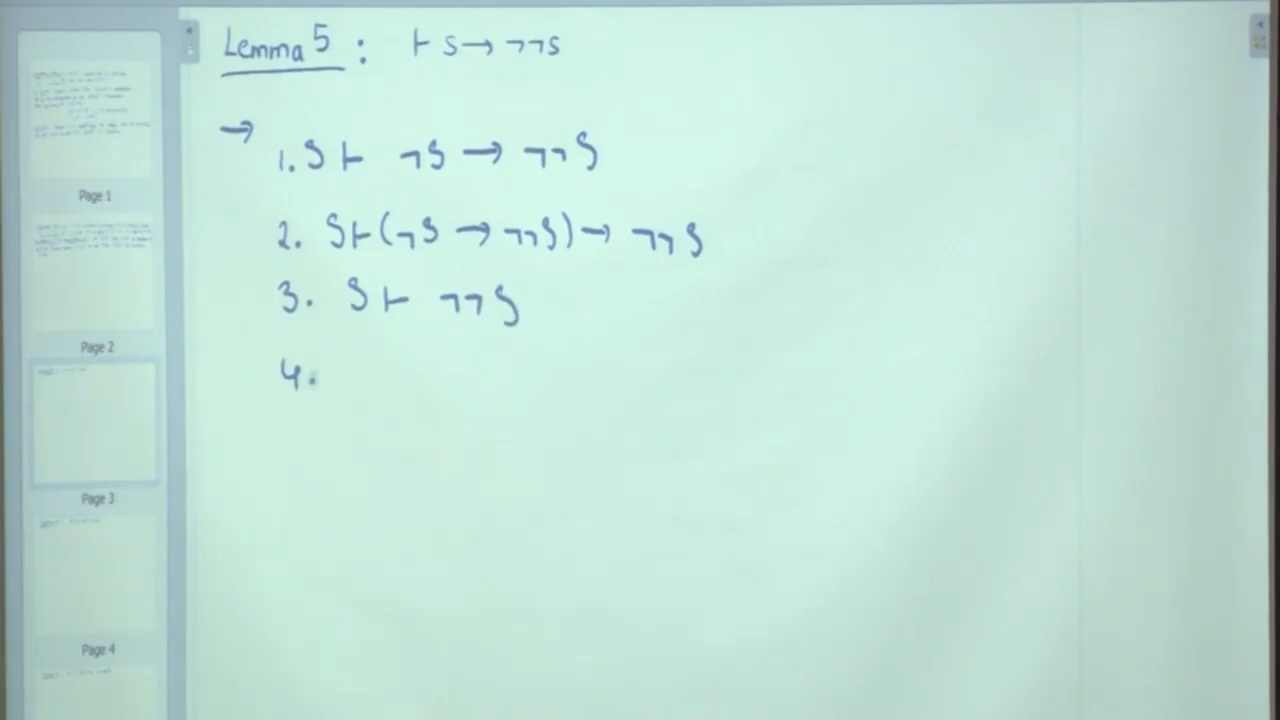 Lemma 5 : ⊢ S → ¬¬S
→
1. S ⊢ ¬S → ¬¬S
2. S ⊢ (¬S → ¬¬S) → ¬¬S
3. S ⊢ ¬¬S
4.
Page 1
Page 2
Page 3
Page 4